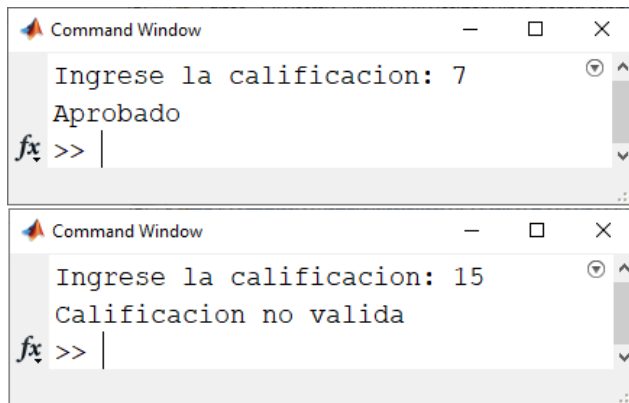 Command Window
Ingrese la calificacion: 7
Aprobado
fx >>
Command Window
Ingrese la calificacion: 15
Calificacion no valida
fx >>